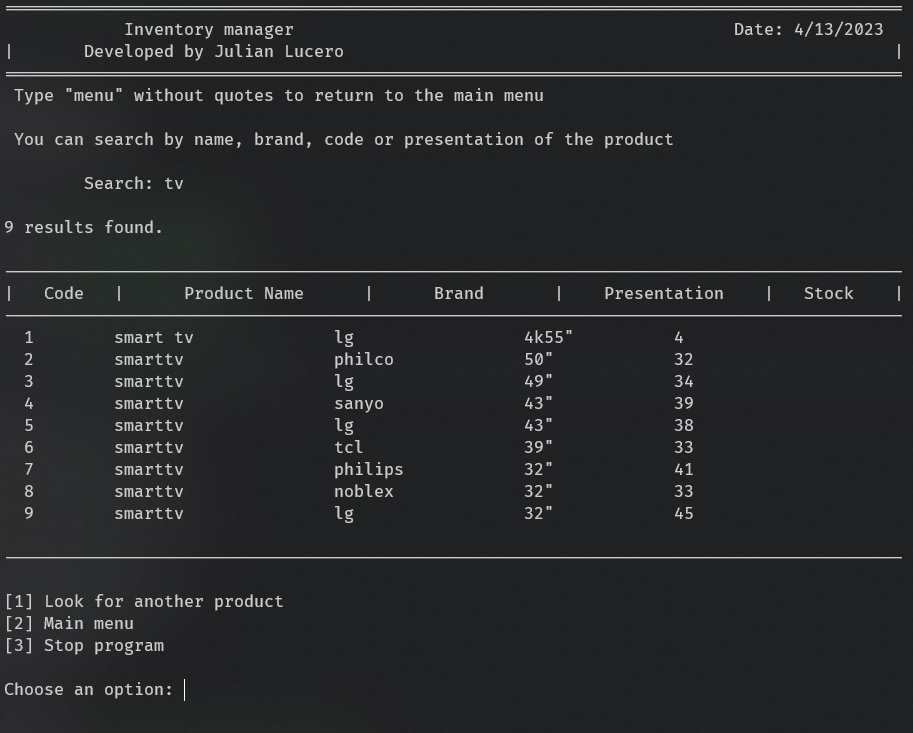 Inventory manager Date: 4/13/2023
| Developed by Julian Lucero |
Type "menu" without quotes to return to the main menu
You can search by name, brand, code or presentation of the product
Search: tv
9 results found.
| Code | Product Name | Brand | Presentation | Stock |
1 smart tv lg 4k55" 4
2 smarttv philco 50" 32
3 smarttv lg 49" 34
4 smarttv sanyo 43" 39
5 smarttv lg 43" 38
6 smarttv tcl 39" 33
7 smarttv philips 32" 41
8 smarttv noblex 32" 33
9 smarttv lg 32" 45
[1] Look for another product
[2] Main menu
[3] Stop program
Choose an option: